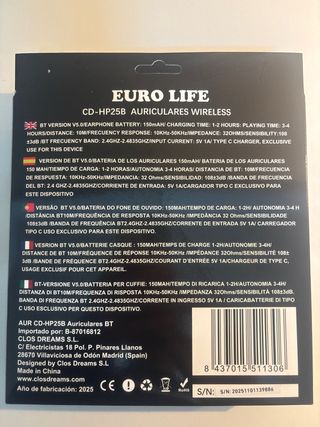 EURO LIFE
CD-HP25B AURICULARES WIRELESS
BT VERSION V5.0/EARPHONE BATTERY: 150mAH/ CHARGING TIME: 1-2 HOURS: PLAYING TIME: 3-4
HOURS/DISTANCE: 10M/FRECUENCY RESPONSE: 10KHz-50KHz/IMPEDANCE: 32OHMS/SENSIBILITY:108
±3dB /BT FRECUENCY RANGE: 2.4GHZ-2.4835GHZ/INPUT CURRENT: 5V 1A/ TYPE C CHARGER, EXCLUSIVE
USE FOR THIS DEVICE
VERSION DE BT V5.0/BATERIA DE LOS AURICULARES 150mAH/ BATERIA DE LOS AURICULARES
150 MAH/TIEMPO DE CARGA: 1-2 HORAS/AUTONOMIA 3-4 HORAS /DISTANCIA DE BT: 10M/FRECUENCIA
DE RESPUESTA: 10KHz-50KHz/ IMPEDANCIA: 32 Ohms/SENSIBILIDAD: 108 ±3dB /BANDA DE FRECUENCIA
DEL BT: 2.4 GHZ-2.4835GHZ/CORRIENTE DE ENTRADA: 5V 1A/CARGADOR TIPO C EXCLUSIVO PARA
ESTE DISPOSITIVO
VERSÃO BT V5.0/BATERIA DO FONE DE OUVIDO: 150MAH/TEMPO DE CARGA: 1-2H/ AUTONOMIA 3-4 H
/DISTÂNCIA BT10M/FREQUÊNCIA DE RESPOSTA 10KHz-50KHz /IMPEDÂNCIA 32 Ohms /SENSIBILIDADE
108±3dB /BANDA DE FREQUÊNCIA BT2.4GHZ-2.4835GHZ/CORRENTE DE ENTRADA 5V 1A/ CARREGADOR
TIPO C USO EXCLUSIVO PARA ESTE DISPOSITIVO.
VERSION BT V5.0/BATTERIE CASQUE : 150MAH/TEMPS DE CHARGE 1-2H/ AUTONOMIE 3-4H/
DISTANCE DE BT 10M/FRÉQUENCE DE RÉPONSE 10KHz-50KHz /IMPÉDANCE 32 Ohms/SENSIBILITÉ 108±
3dB /BANDE DE FRÉQUENCE BT2.4GHZ-2.4835GHZ/COURANT D'ENTRÉE 5V 1A/CHARGEUR DE TYPE C,
USAGE EXCLUSIF POUR CET APPAREIL.
BT-VERSIONE V5.0/BATTERIA PER CUFFIE: 150MAH/TEMPO DI RICARICA 1-2H/AUTONOMIA 3-4H/
DISTANZA DI BT10M/FREQUENZA DI RISPOSTA 10KHz-50KHz /IMPEDENZA 32 Ohms/SENSIBILITÀ 108±3dB.
BANDA DI FREQUENZA BT 2.4GHZ-2.4835GHZ/CORRENTE DI INGRESSO 5V 1A / CARICABATTERIE DI TIPO
C USO ESCLUSIVO PER QUESTO DISPOSITIVO.
AUR CD-HP25B Auriculares BT
Importado por: B-87016812
CLOS DREAMS S.L.
C/ Electricistas 18 Pol. P. Pinares Llanos
28670 Villaviciosa de Odón Madrid (Spain)
Designed by Clos Dreams S.L
Made in China
www.closdreams.com
Año de fabricación: 2025
8 437015 511306
S/N: S/N: 20251101139886